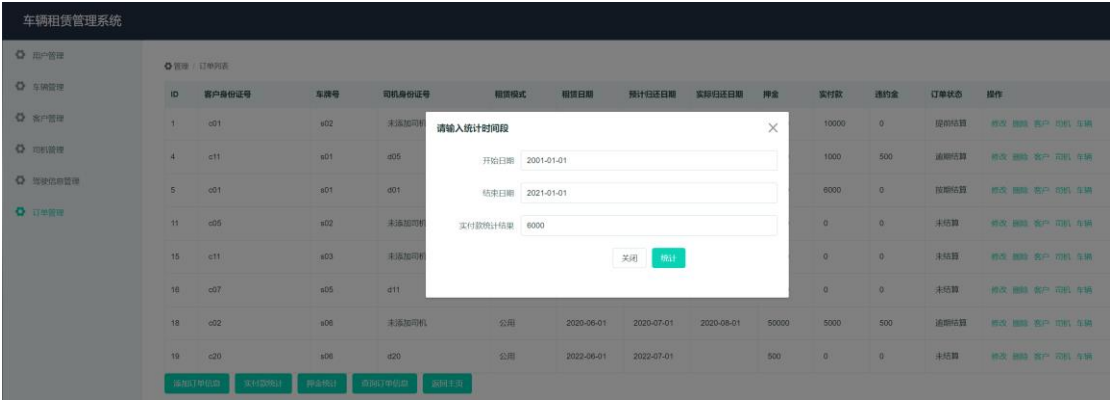 车辆租赁管理系统
用户管理
车辆管理
客户管理
司机管理
驾驶信息管理
订单管理
管理 / 订单列表
ID 客户身份证号 车牌号 司机身份证号 租赁模式 租赁日期 预计归还日期 实际归还日期 押金 实付款 违约金 订单状态 操作
1 c01 s02 未添加司机 10000 0 提前结算 修改 删除 客户 司机 车辆
4 c11 s01 d05 1000 500 逾期结算 修改 删除 客户 司机 车辆
5 c01 s01 d01 6000 0 按期结算 修改 删除 客户 司机 车辆
11 c05 s02 未添加司机 0 0 未结算 修改 删除 客户 司机 车辆
15 c11 s03 未添加司机 0 0 未结算 修改 删除 客户 司机 车辆
16 c07 s05 d11 0 0 未结算 修改 删除 客户 司机 车辆
18 c02 s06 未添加司机 公用 2020-06-01 2020-07-01 2020-08-01 50000 5000 500 逾期结算 修改 删除 客户 司机 车辆
19 c20 s06 d20 公用 2022-06-01 2022-07-01 500 0 0 未结算 修改 删除 客户 司机 车辆
请输入统计时间段
开始日期 2001-01-01
结束日期 2021-01-01
实付款统计结果 6000
关闭 统计
添加订单信息 实付款统计 押金统计 查询订单信息 返回主页